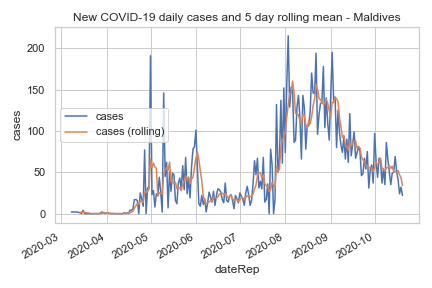 New COVID-19 daily cases and 5 day rolling mean - Maldives
200
150
100
50
0
cases
cases
cases (rolling)
2020-03
2020-04
2020-05
2020-06
2020-07
2020-08
2020-09
2020-10
dateRep